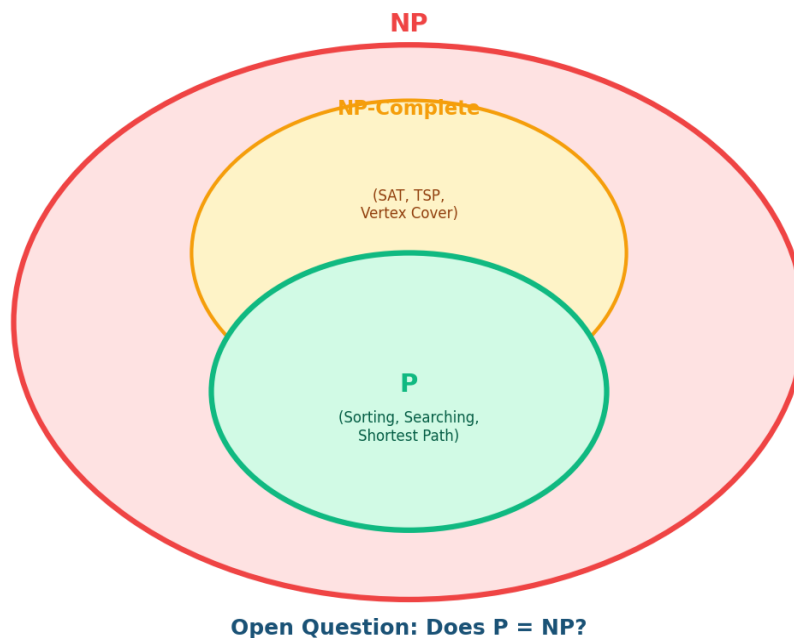 NP
NP-Complete
(SAT, TSP,
Vertex Cover)
P
(Sorting, Searching,
Shortest Path)
Open Question: Does P = NP?